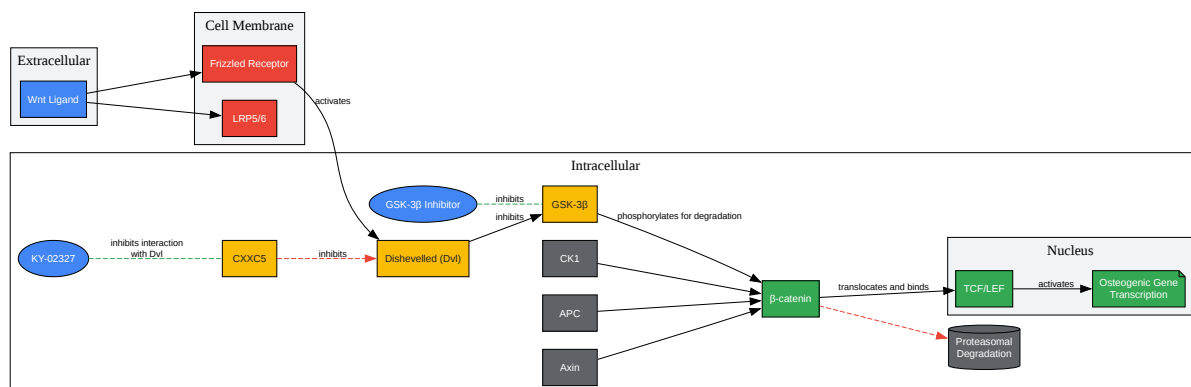 Cell Membrane
Extracellular
Frizzled Receptor
Wnt Ligand
activates
LRP5/6
Intracellular
GSK-3β Inhibitor
inhibits
GSK-3β
inhibits
phosphorylates for degradation
KY-02327
inhibits interaction
with Dvl
CXXC5
inhibits
Dishevelled (Dvl)
CK1
Nucleus
β-catenin
translocates and binds
TCF/LEF
activates
Osteogenic Gene
Transcription
APC
Proteasomal
Degradation
Axin